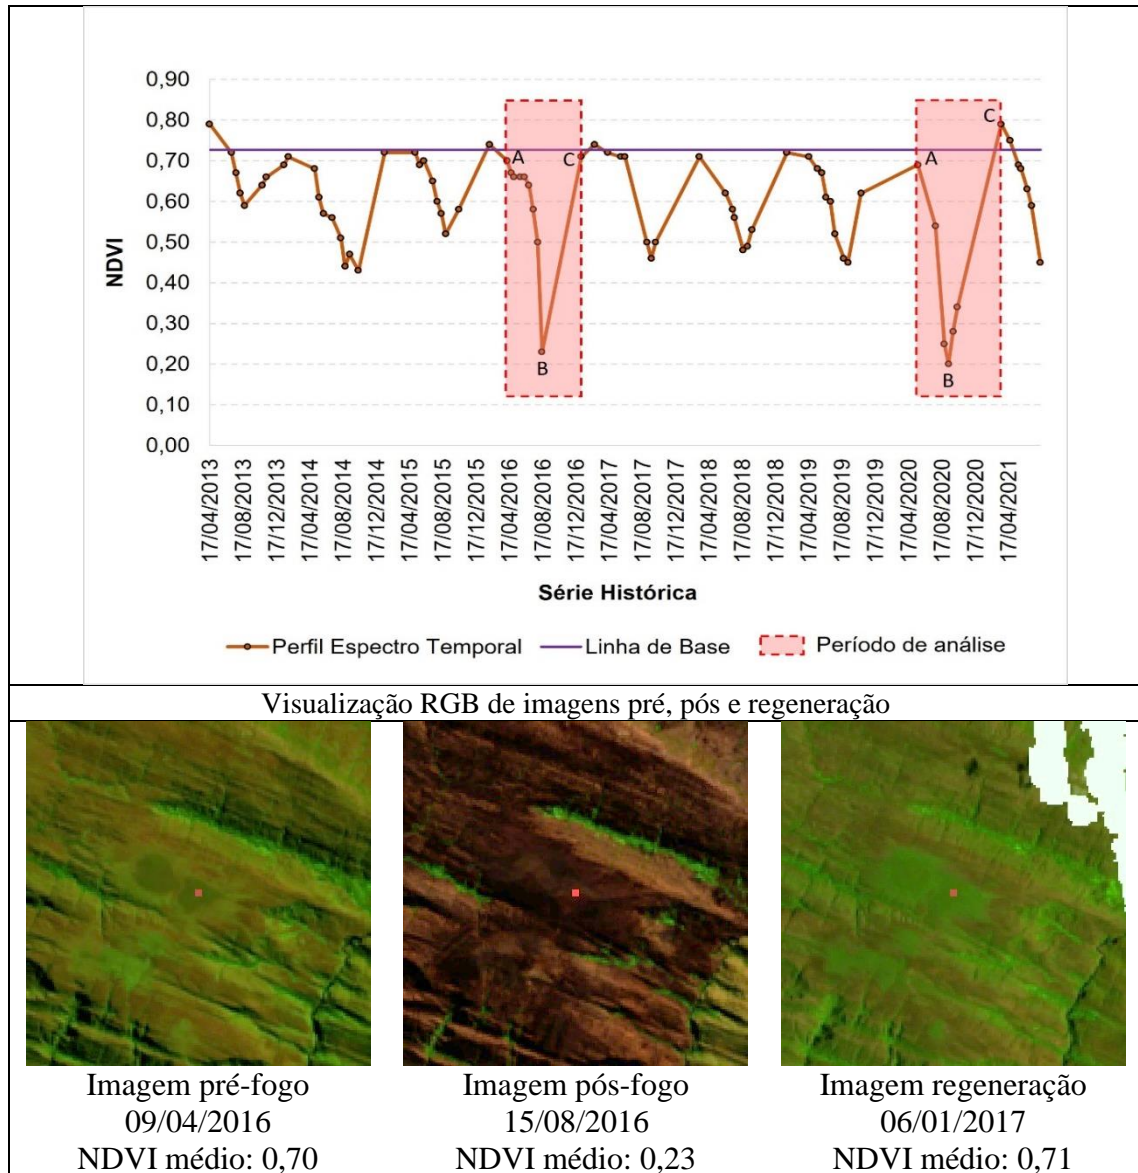 0,90
0,80
0,70
0,60
0,50
0,40
0,30
0,20
0,10
0,00
NDVI
A
B
C
A
B
C
17/04/2013
17/08/2013
17/12/2013
17/04/2014
17/08/2014
17/12/2014
17/04/2015
17/08/2015
17/12/2015
17/04/2016
17/08/2016
17/12/2016
17/04/2017
17/08/2017
17/12/2017
17/04/2018
17/08/2018
17/12/2018
17/04/2019
17/08/2019
17/12/2019
17/04/2020
17/08/2020
17/12/2020
17/04/2021
Série Histórica
Perfil Espectro Temporal
Linha de Base
Período de análise
Visualização RGB de imagens pré, pós e regeneração
Imagem pré-fogo
09/04/2016
NDVI médio: 0,70
Imagem pós-fogo
15/08/2016
NDVI médio: 0,23
Imagem regeneração
06/01/2017
NDVI médio: 0,71